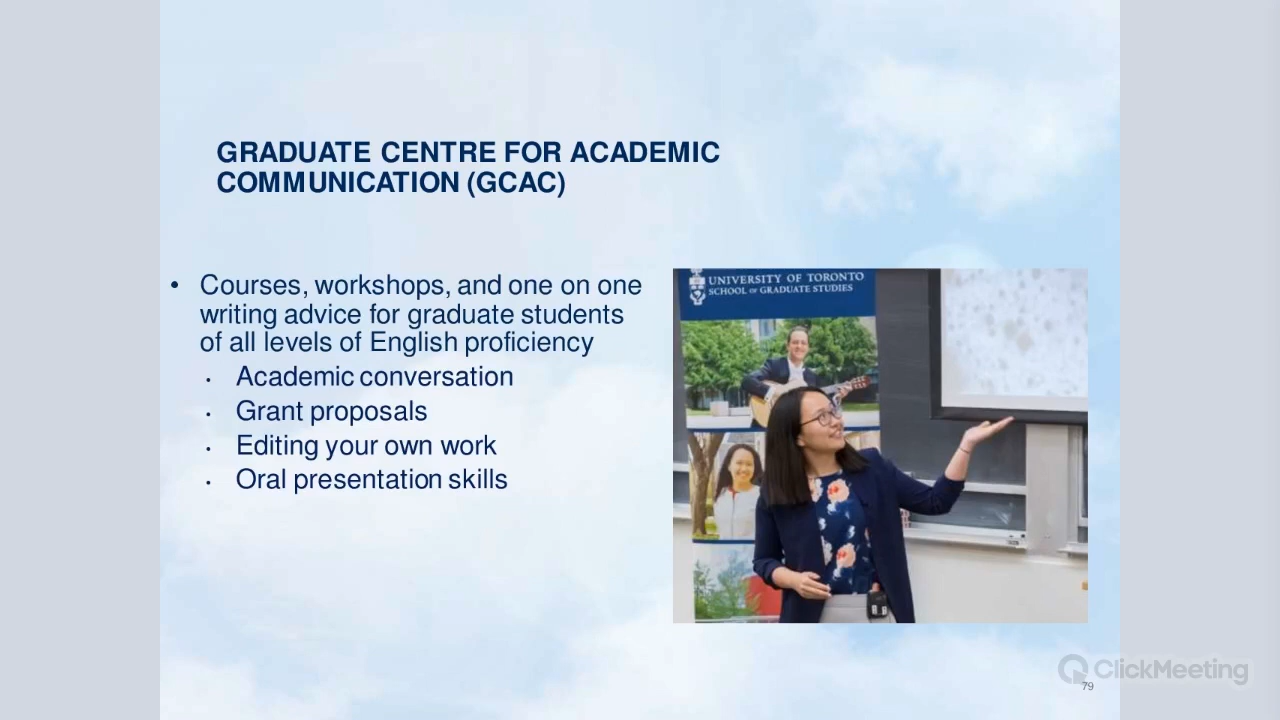 GRADUATE CENTRE FOR ACADEMIC
COMMUNICATION (GCAC)
• Courses, workshops, and one on one
writing advice for graduate students
of all levels of English proficiency
• Academic conversation
• Grant proposals
• Editing your own work
• Oral presentation skills
UNIVERSITY OF TORONTO
SCHOOL OF GRADUATE STUDIES
ClickMeeting
79